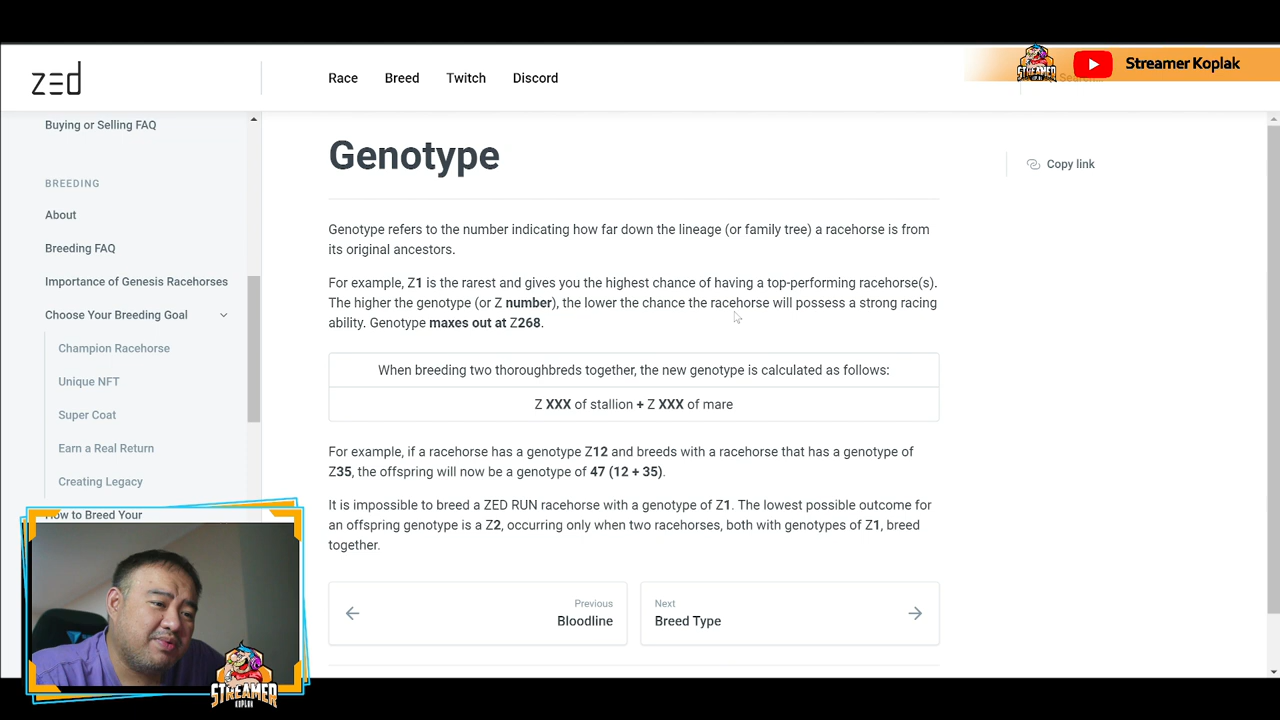 zed
Race
Breed
Twitch
Discord
Streamer Koplak
Buying or Selling FAQ
BREEDING
About
Breeding FAQ
Importance of Genesis Racehorses
Choose Your Breeding Goal
Champion Racehorse
Unique NFT
Super Coat
Earn a Real Return
Creating Legacy
How to Breed Your
Genotype
Copy link
Genotype refers to the number indicating how far down the lineage (or family tree) a racehorse is from
its original ancestors.
For example, Z1 is the rarest and gives you the highest chance of having a top-performing racehorse(s).
The higher the genotype (or Z number), the lower the chance the racehorse will possess a strong racing
ability. Genotype maxes out at Z268.
When breeding two thoroughbreds together, the new genotype is calculated as follows:
Z XXX of stallion + Z XXX of mare
For example, if a racehorse has a genotype Z12 and breeds with a racehorse that has a genotype of
Z35, the offspring will now be a genotype of 47 (12 + 35).
It is impossible to breed a ZED RUN racehorse with a genotype of Z1. The lowest possible outcome for
an offspring genotype is a Z2, occurring only when two racehorses, both with genotypes of Z1, breed
together.
Previous
Bloodline
Next
Breed Type
STREAMER
KOPLAK